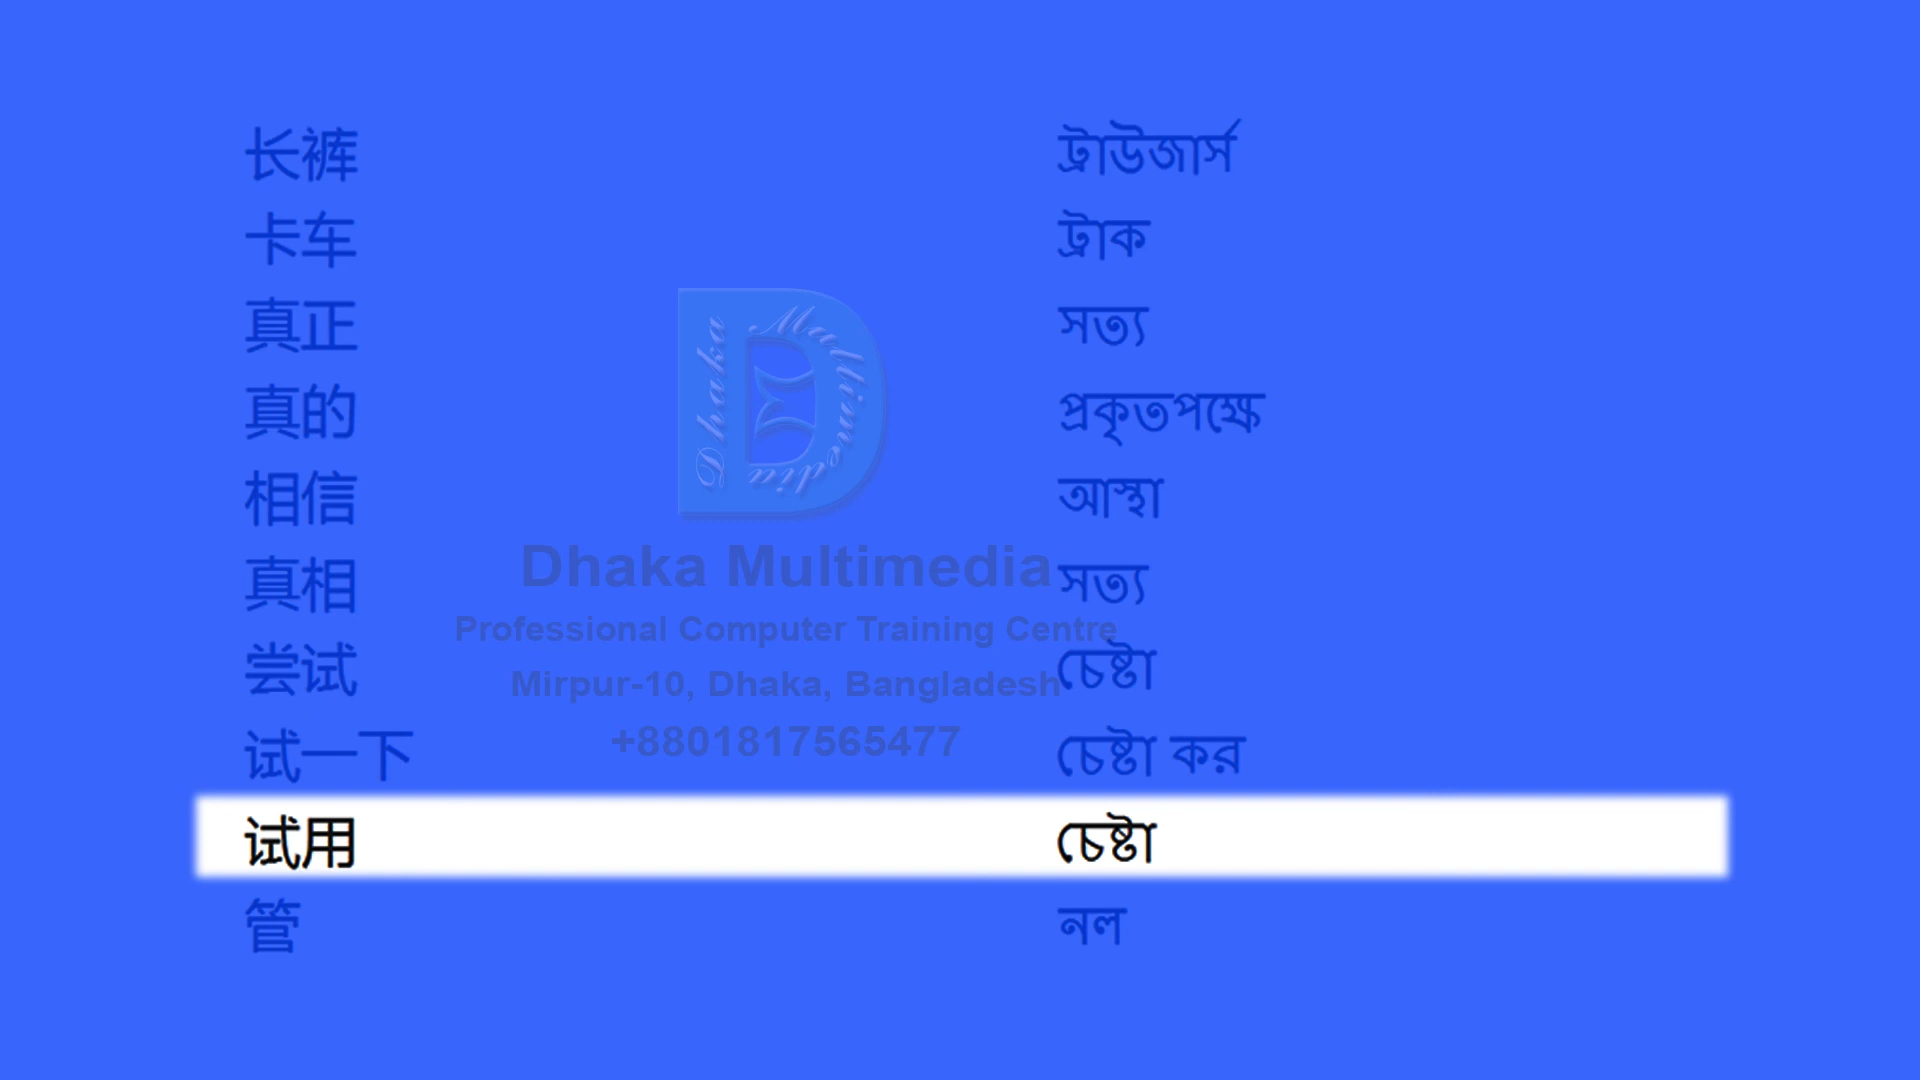 长裤 ট্রাউজার্স
卡车 ট্রাক
真正 সত্য
真的 প্রকৃতপক্ষে
相信 আস্থা
真相 সত্য
尝试 চেষ্টা
试一下 চেষ্টা কর
试用 চেষ্টা
管 নল
Dhaka Multimedia
Dhaka Multimedia
Professional Computer Training Centre
Mirpur-10, Dhaka, Bangladesh
+8801817565477